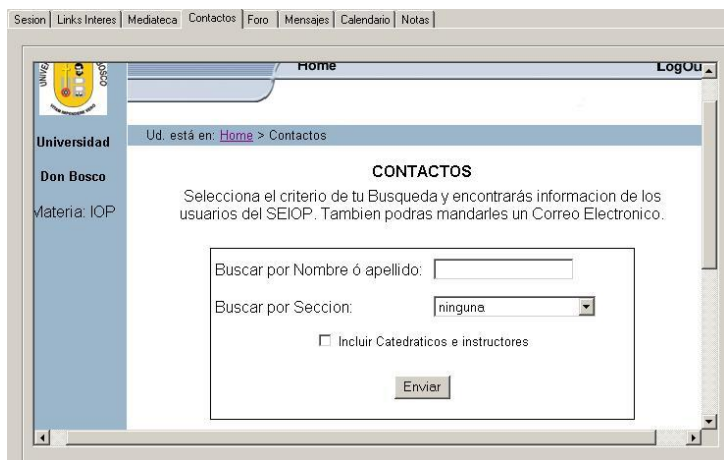 Sesion Links Interes Mediateca Contactos Foro Mensajes Calendario Notas
Home LogOu
Universidad
Don Bosco
Materia: IOP
Ud. está en: Home > Contactos
CONTACTOS
Selecciona el criterio de tu Busqueda y encontrarás informacion de los
usuarios del SEIOP. Tambien podras mandarles un Correo Electronico.
Buscar por Nombre ó apellido:
Buscar por Seccion: ninguna
Incluir Catedraticos e instructores
Enviar